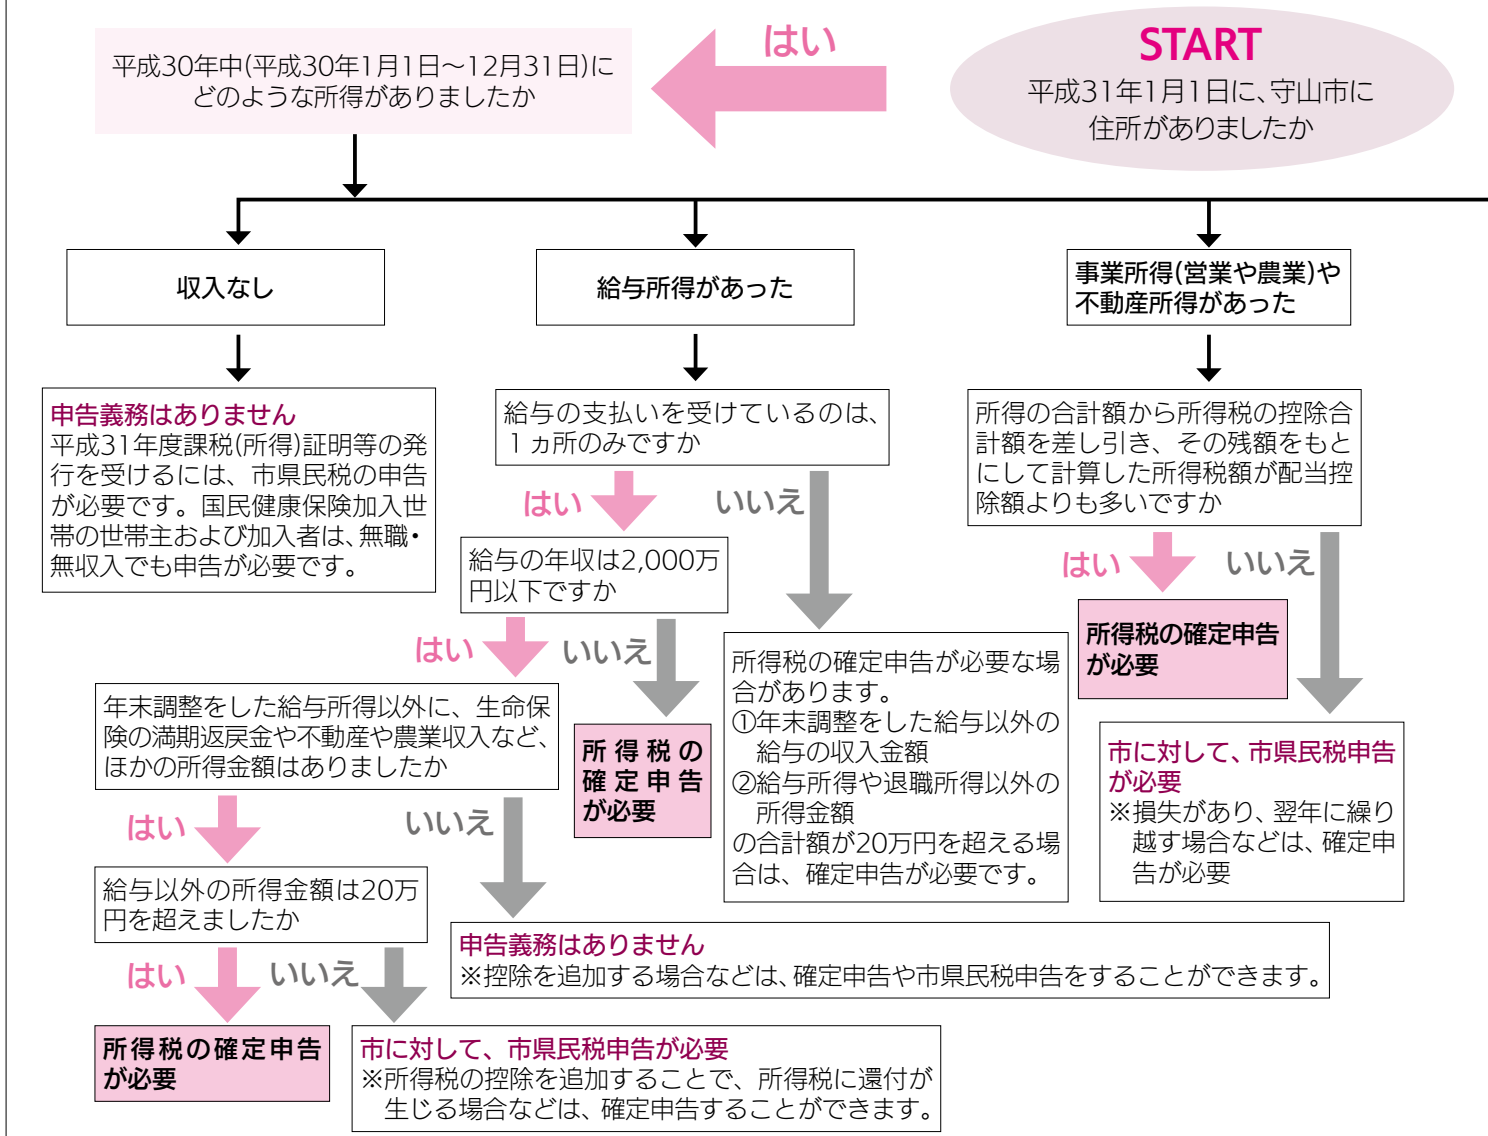 START
平成31年1月1日に、守山市に
住所がありましたか
はい
平成30年中(平成30年1月1日～12月31日)に
どのような所得がありましたか
収入なし
申告義務はありません
平成31年度課税(所得)証明等の発
行を受けるには、市県民税の申告
が必要です。国民健康保険加入世
帯の世帯主および加入者は、無職・
無収入でも申告が必要です。
給与所得があった
給与の支払いを受けているのは、
1ヵ所のみですか
はい
いいえ
給与の年収は2,000万
円以下ですか
はい
いいえ
年末調整をした給与所得以外に、生命保
険の満期返戻金や不動産や農業収入など、
ほかの所得金額はありましたか
所得税の
確定申告
が必要
所得税の確定申告が必要な場
合があります。
①年末調整をした給与以外の
給与の収入金額
②給与所得や退職所得以外の
所得金額
の合計額が20万円を超える場
合は、確定申告が必要です。
はい
いいえ
給与以外の所得金額は20万
円を超えましたか
申告義務はありません
※控除を追加する場合などは、確定申告や市県民税申告をすることができます。
はい
いいえ
所得税の確定申告
が必要
市に対して、市県民税申告が必要
※所得税の控除を追加することで、所得税に還付が
生じる場合などは、確定申告することができます。
事業所得(営業や農業)や
不動産所得があった
所得の合計額から所得税の控除合
計額を差し引き、その残額をもと
にして計算した所得税額が配当控
除額よりも多いですか
はい
いいえ
所得税の確定申告
が必要
市に対して、市県民税申告
が必要
※損失があり、翌年に繰り
越す場合などは、確定申
告が必要